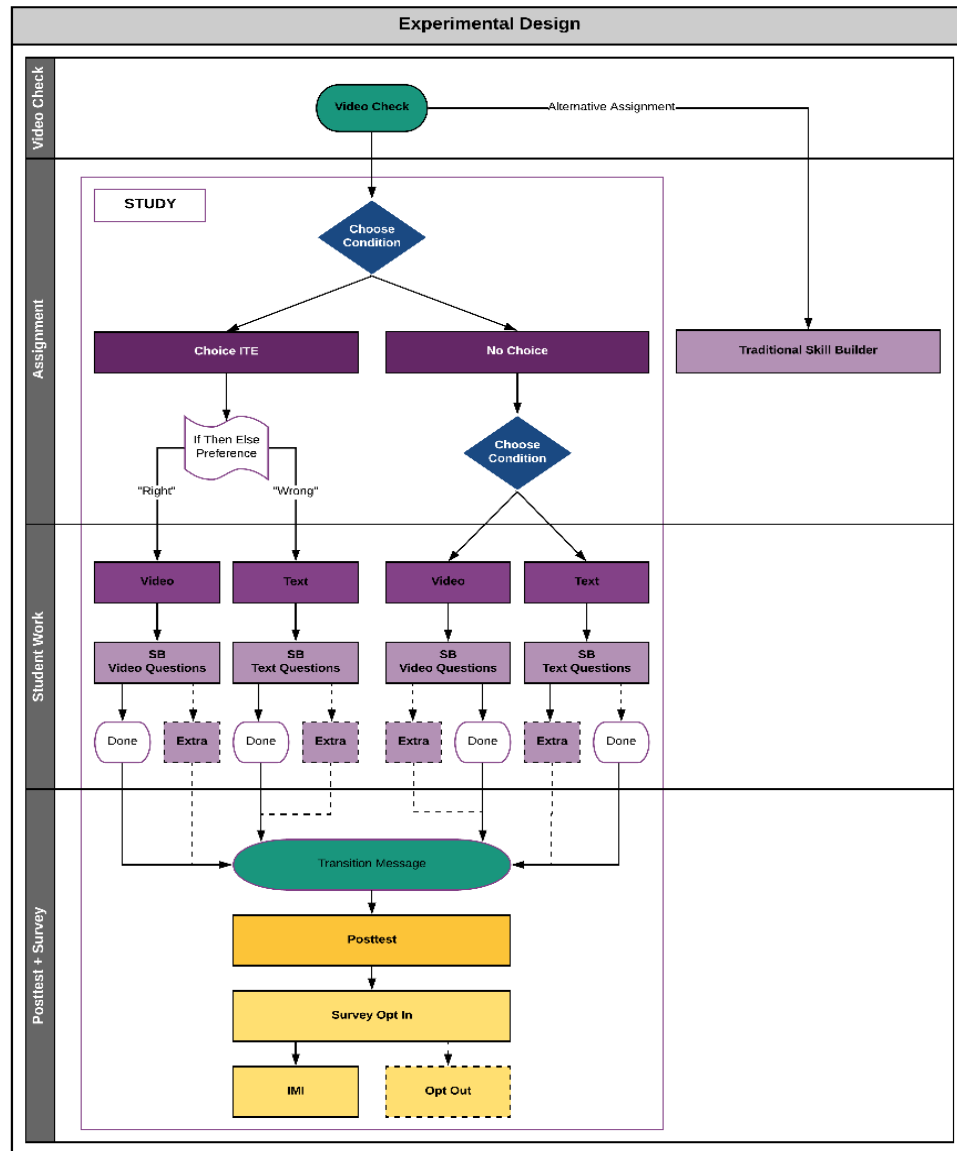 Experimental Design
Video Check
Video Check
Alternative Assignment
Assignment
STUDY
Choose
Condition
Choice ITE
No Choice
Traditional Skill Builder
If Then Else
Preference
Choose
Condition
"Right"
"Wrong"
Student Work
Video
Text
Video
Text
SB
Video Questions
SB
Text Questions
SB
Video Questions
SB
Text Questions
Done
Extra
Done
Extra
Extra
Done
Extra
Done
Posttest + Survey
Transition Message
Posttest
Survey Opt In
IMI
Opt Out